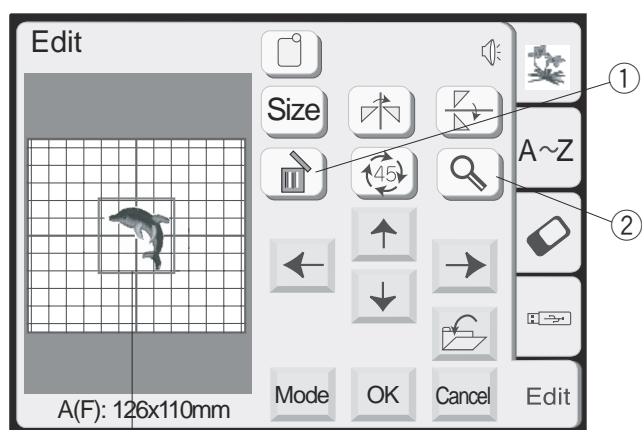 Edit
Size
①
A~Z
45
②
A(F): 126x110mm
Mode
OK
Cancel
Edit